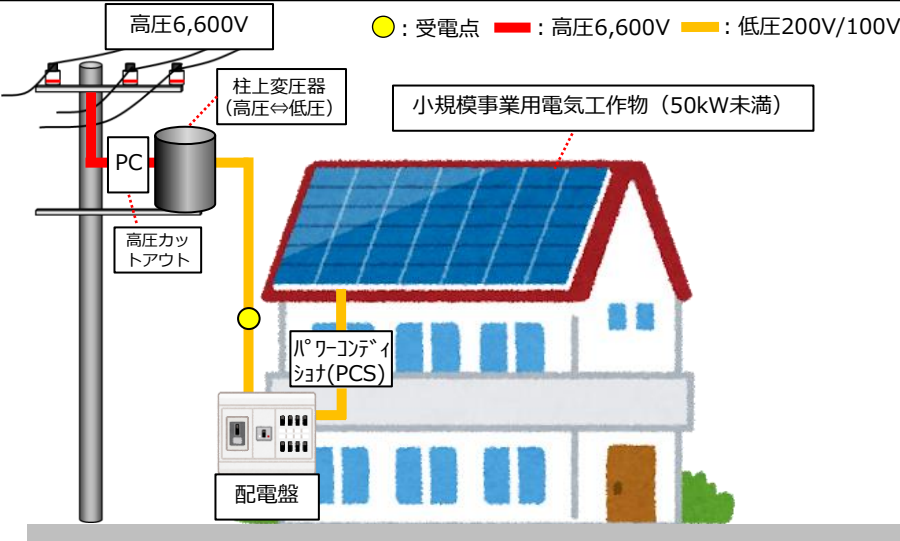 高圧6,600V
：受電点
：高圧6,600V
：低圧200V/100V
柱上変圧器
(高圧⇔低圧)
小規模事業用電気工作物（50kW未満）
PC
高圧カッ
トアウト
ﾊﾟﾜｰｺﾝﾃﾞｨ
ｼｮﾅ(PCS)
配電盤